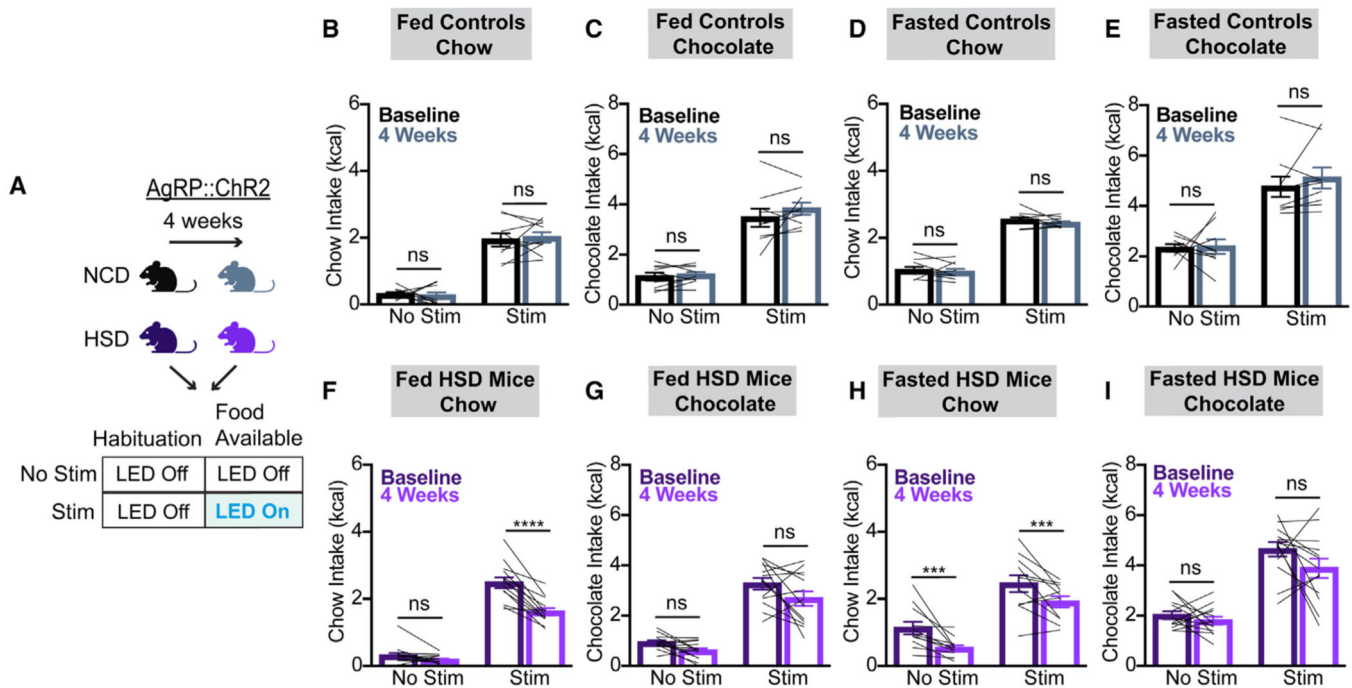 A
AgRP::ChR2
4 weeks
NCD
HSD
Habituation
Food
Available
No Stim
LED Off
LED Off
Stim
LED Off
LED On
B
Fed Controls
Chow
Chow Intake (kcal)
6
4
2
0
Baseline
4 Weeks
ns
ns
No Stim
Stim
C
Fed Controls
Chocolate
Chocolate Intake (kcal)
8
6
4
2
0
Baseline
4 Weeks
ns
ns
No Stim
Stim
D
Fasted Controls
Chow
Chow Intake (kcal)
6
4
2
0
Baseline
4 Weeks
ns
ns
No Stim
Stim
E
Fasted Controls
Chocolate
Chocolate Intake (kcal)
8
6
4
2
0
Baseline
4 Weeks
ns
ns
No Stim
Stim
F
Fed HSD Mice
Chow
Chow Intake (kcal)
6
4
2
0
Baseline
4 Weeks
ns
****
No Stim
Stim
G
Fed HSD Mice
Chocolate
Chocolate Intake (kcal)
8
6
4
2
0
Baseline
4 Weeks
ns
ns
No Stim
Stim
H
Fasted HSD Mice
Chow
Chow Intake (kcal)
6
4
2
0
Baseline
4 Weeks
***
***
No Stim
Stim
I
Fasted HSD Mice
Chocolate
Chocolate Intake (kcal)
8
6
4
2
0
Baseline
4 Weeks
ns
ns
No Stim
Stim